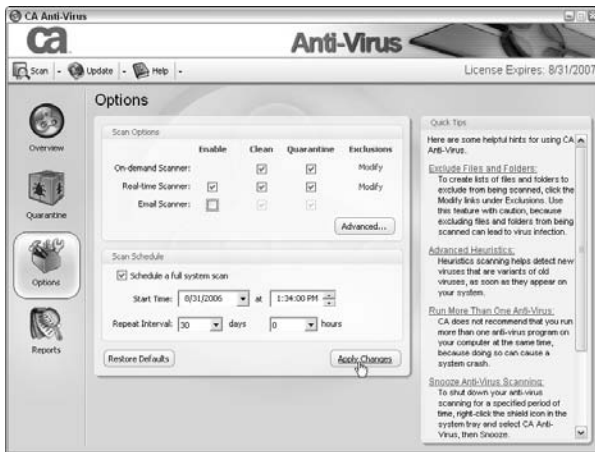 CA Anti-Virus
ca
Anti-Virus
Scan
Update
Help
License Expires: 8/31/2007
Overview
Quarantine
Options
Reports
Options
Scan Options
Enable Clean Quarantine Exclusions
On-demand Scanner: Modify
Real-time Scanner: Modify
Email Scanner:
Advanced...
Scan Schedule
Schedule a full system scan
Start Time: 8/31/2006 at 1:34:00 PM
Repeat Interval: 30 days 0 hours
Restore Defaults
Apply Changes
Quick Tips
Here are some helpful hints for using CA
Anti-Virus.
Exclude Files and Folders:
To create lists of files and folders to
exclude from being scanned, click the
Modify links under Exclusions. Use
this feature with caution, because
excluding files and folders from being
scanned can lead to virus infection.
Advanced Heuristics:
Heuristics scanning helps detect new
viruses that are variants of old
viruses, as soon as they appear on
your system.
Run More Than One Anti-Virus:
CA does not recommend that you run
more than one anti-virus program on
your computer at the same time,
because doing so can cause a
system crash.
Snooze Anti-Virus Scanning:
To shut down your anti-virus
scanning for a specified period of
time, right-click the shield icon in the
system tray and select CA Anti-
Virus, then Snooze.